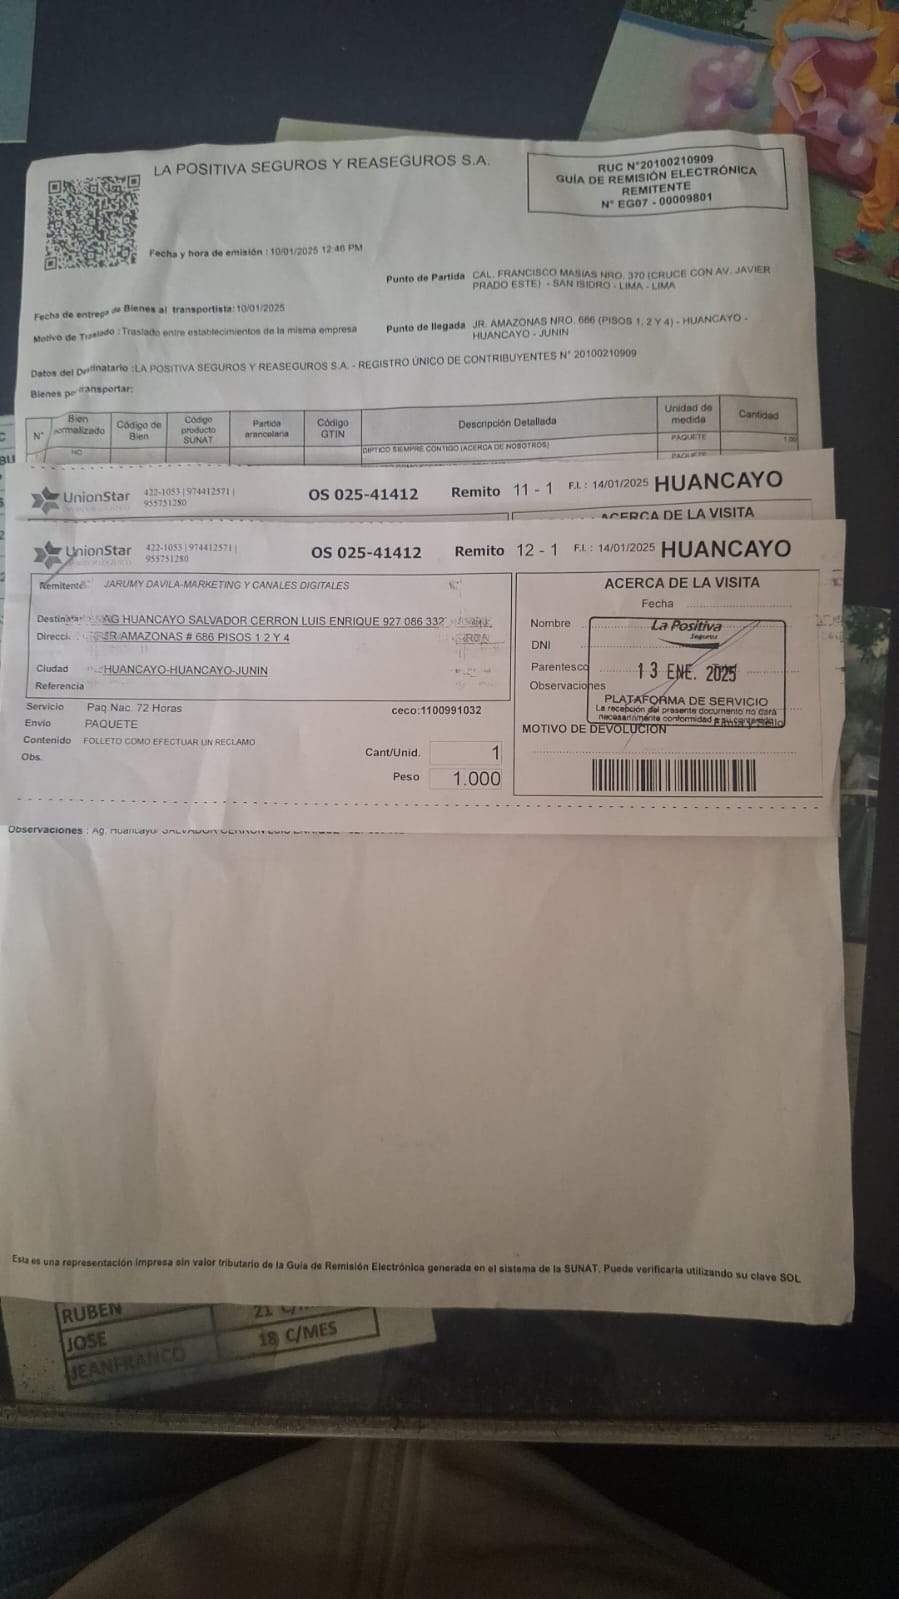 LA POSITIVA SEGUROS Y REASEGUROS S.A.
RUC N°20100210909
GUÍA DE REMISIÓN ELECTRÓNICA
REMITENTE
N° EG07 - 00009801
Fecha y hora de emisión : 10/01/2025 12:46 PM
Punto de Partida CAL. FRANCISCO MASIAS NRO. 370 (CRUCE CON AV. JAVIER
PRADO ESTE) - SAN ISIDRO - LIMA - LIMA
Fecha de entrega de Bienes al transportista: 10/01/2025
Motivo de Traslado : Traslado entre establecimientos de la misma empresa
Punto de llegada JR. AMAZONAS NRO. 686 (PISOS 1, 2 Y 4) - HUANCAYO -
HUANCAYO - JUNIN
Datos del Destinatario :LA POSITIVA SEGUROS Y REASEGUROS S.A. - REGISTRO ÚNICO DE CONTRIBUYENTES N° 20100210909
Bienes por transportar:
N° Bien normalizado Código de Bien Código producto SUNAT Partida arancelaria Código GTIN Descripción Detallada Unidad de medida Cantidad
NO DIPTICO SIEMPRE CONTIGO (ACERCA DE NOSOTROS) PAQUETE 1.00
PAQUETE
UnionStar 422-1053 | 974412571 |
955751280
OS 025-41412 Remito 11 - 1 F.I. : 14/01/2025 HUANCAYO
ACERCA DE LA VISITA
UnionStar 422-1053 | 974412571 |
955751280
OS 025-41412 Remito 12 - 1 F.I. : 14/01/2025 HUANCAYO
Remitente JARUMY DAVILA-MARKETING Y CANALES DIGITALES
AG HUANCAYO SALVADOR CERRON LUIS ENRIQUE 927 086 332
JR AMAZONAS # 686 PISOS 1 2 Y 4
Ciudad HUANCAYO-HUANCAYO-JUNIN
Referencia
Servicio Paq.Nac. 72 Horas ceco:1100991032
Envio PAQUETE
Contenido FOLLETO COMO EFECTUAR UN RECLAMO
Obs.
Cant/Unid. 1
Peso 1.000
ACERCA DE LA VISITA
Fecha
Nombre
DNI
Parentesco
Observaciones
La Positiva
Seguros
13 ENE. 2025
PLATAFORMA DE SERVICIO
La recepción del presente documento no dará
necesariamente conformidad a su contenido
MOTIVO DE DEVOLUCION
Observaciones : Ag. Huancayo/ SALVADOR CERRON LUIS ENRIQUE
Esta es una representación impresa sin valor tributario de la Guía de Remisión Electrónica generada en el sistema de la SUNAT. Puede verificarla utilizando su clave SOL
RUBEN
JOSE 18 C/MES
JEANFRANCO